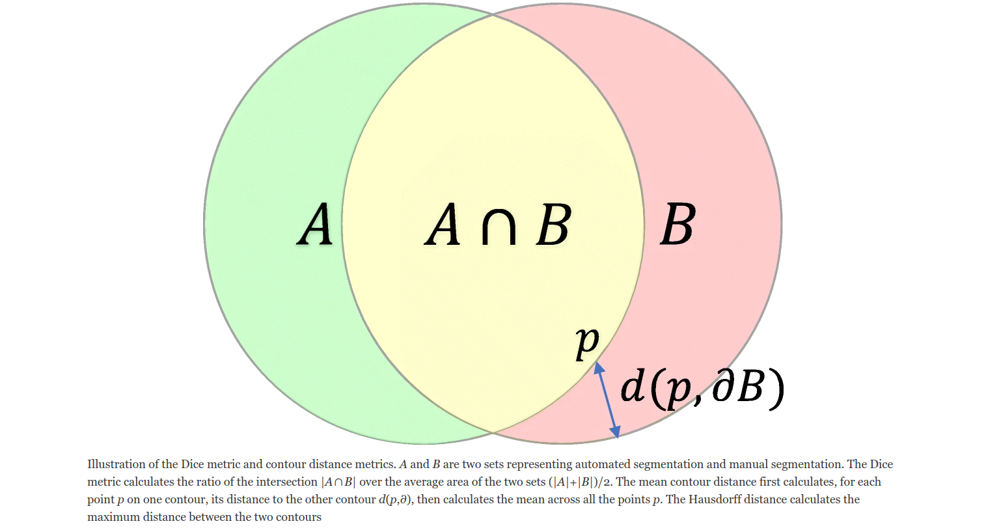 A
A ∩ B
B
p
d(p, ∂B)
Illustration of the Dice metric and contour distance metrics. A and B are two sets representing automated segmentation and manual segmentation. The Dice
metric calculates the ratio of the intersection |A∩B| over the average area of the two sets (|A|+|B|)/2. The mean contour distance first calculates, for each
point p on one contour, its distance to the other contour d(p,∂), then calculates the mean across all the points p. The Hausdorff distance calculates the
maximum distance between the two contours